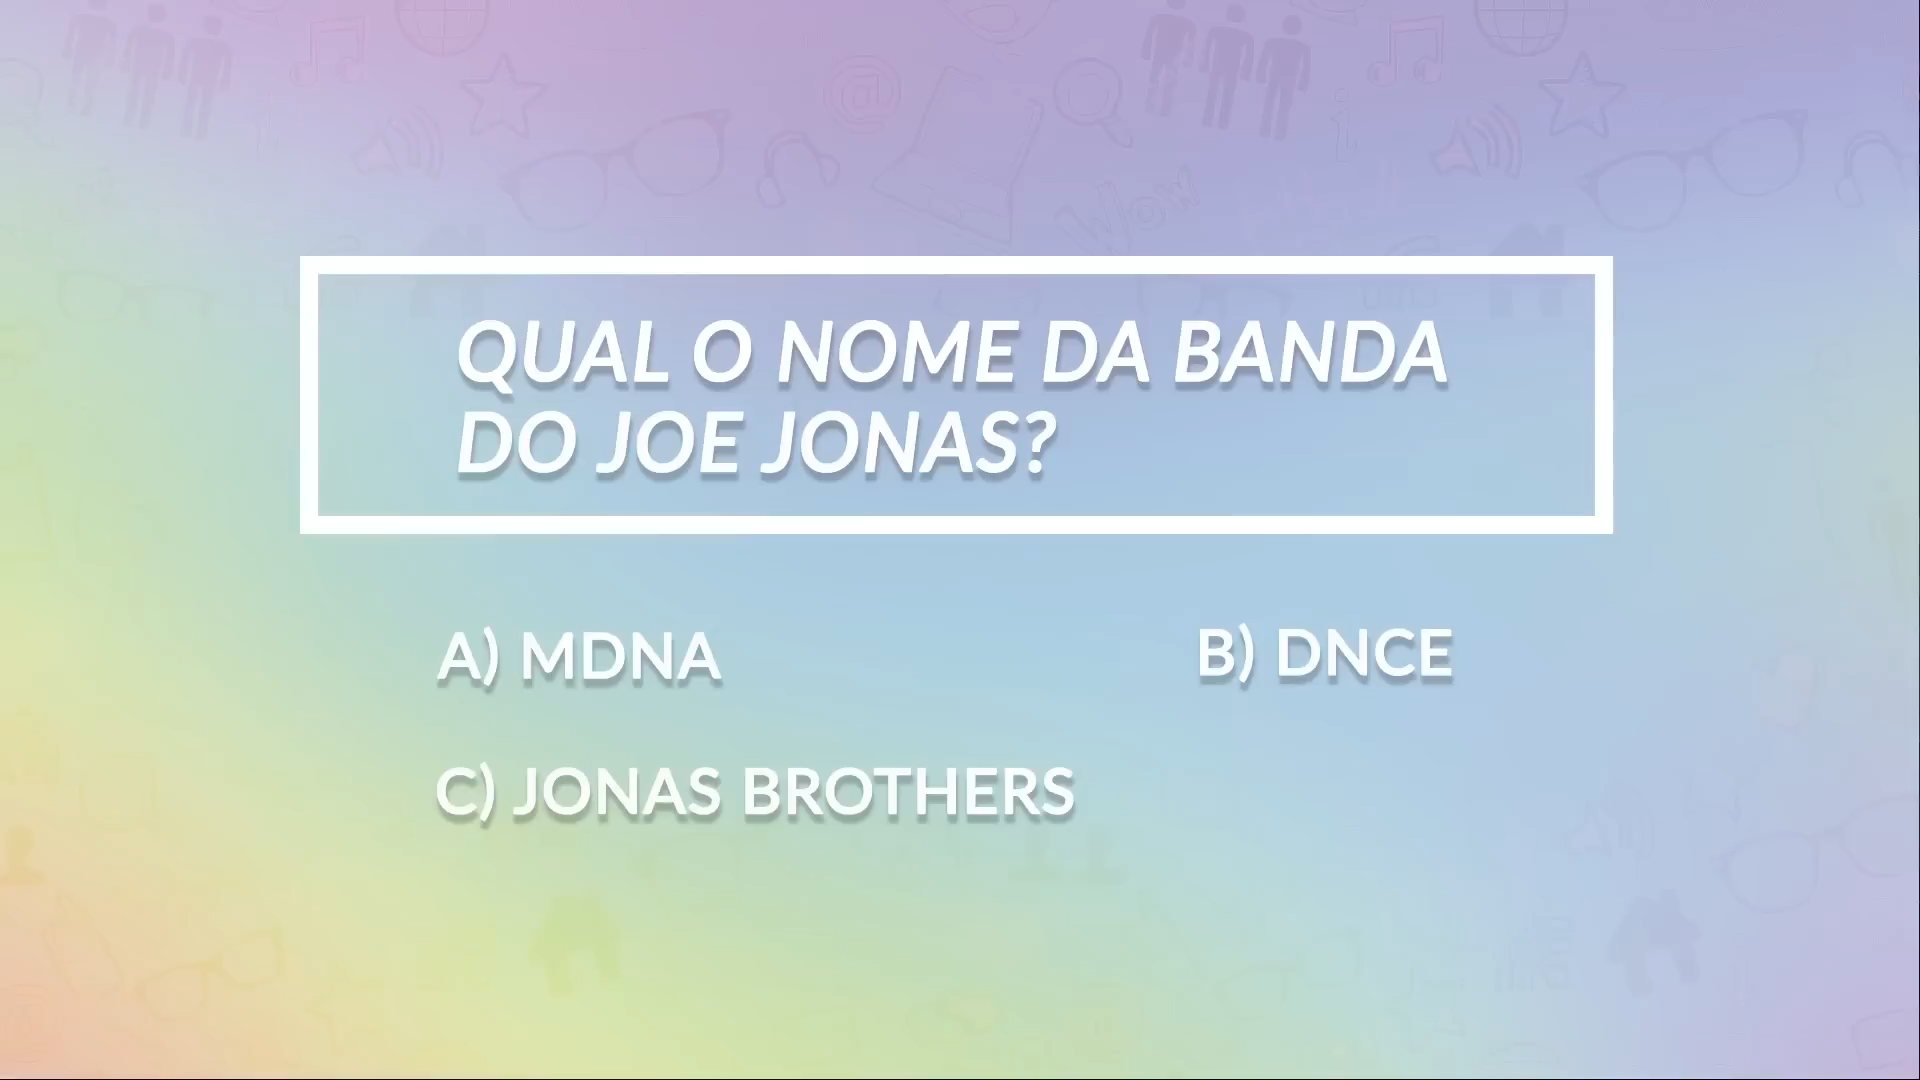 QUAL O NOME DA BANDA
DO JOE JONAS?
A) MDNA
B) DNCE
C) JONAS BROTHERS